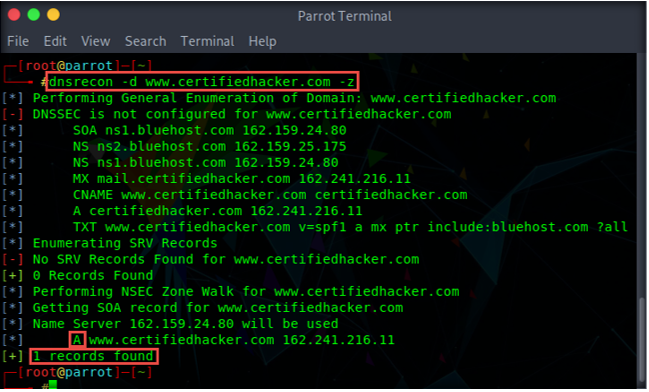 Parrot Terminal
File Edit View Search Terminal Help
┌─[root@parrot]─[~]
└──╼ #dnsrecon -d www.certifiedhacker.com -z
[*] Performing General Enumeration of Domain: www.certifiedhacker.com
[-] DNSSEC is not configured for www.certifiedhacker.com
[*] SOA ns1.bluehost.com 162.159.24.80
[*] NS ns2.bluehost.com 162.159.25.175
[*] NS ns1.bluehost.com 162.159.24.80
[*] MX mail.certifiedhacker.com 162.241.216.11
[*] CNAME www.certifiedhacker.com certifiedhacker.com
[*] A certifiedhacker.com 162.241.216.11
[*] TXT www.certifiedhacker.com v=spf1 a mx ptr include:bluehost.com ?all
[*] Enumerating SRV Records
[-] No SRV Records Found for www.certifiedhacker.com
[+] 0 Records Found
[*] Performing NSEC Zone Walk for www.certifiedhacker.com
[*] Getting SOA record for www.certifiedhacker.com
[*] Name Server 162.159.24.80 will be used
[*] A www.certifiedhacker.com 162.241.216.11
[+] 1 records found
┌─[root@parrot]─[~]
└──╼ #